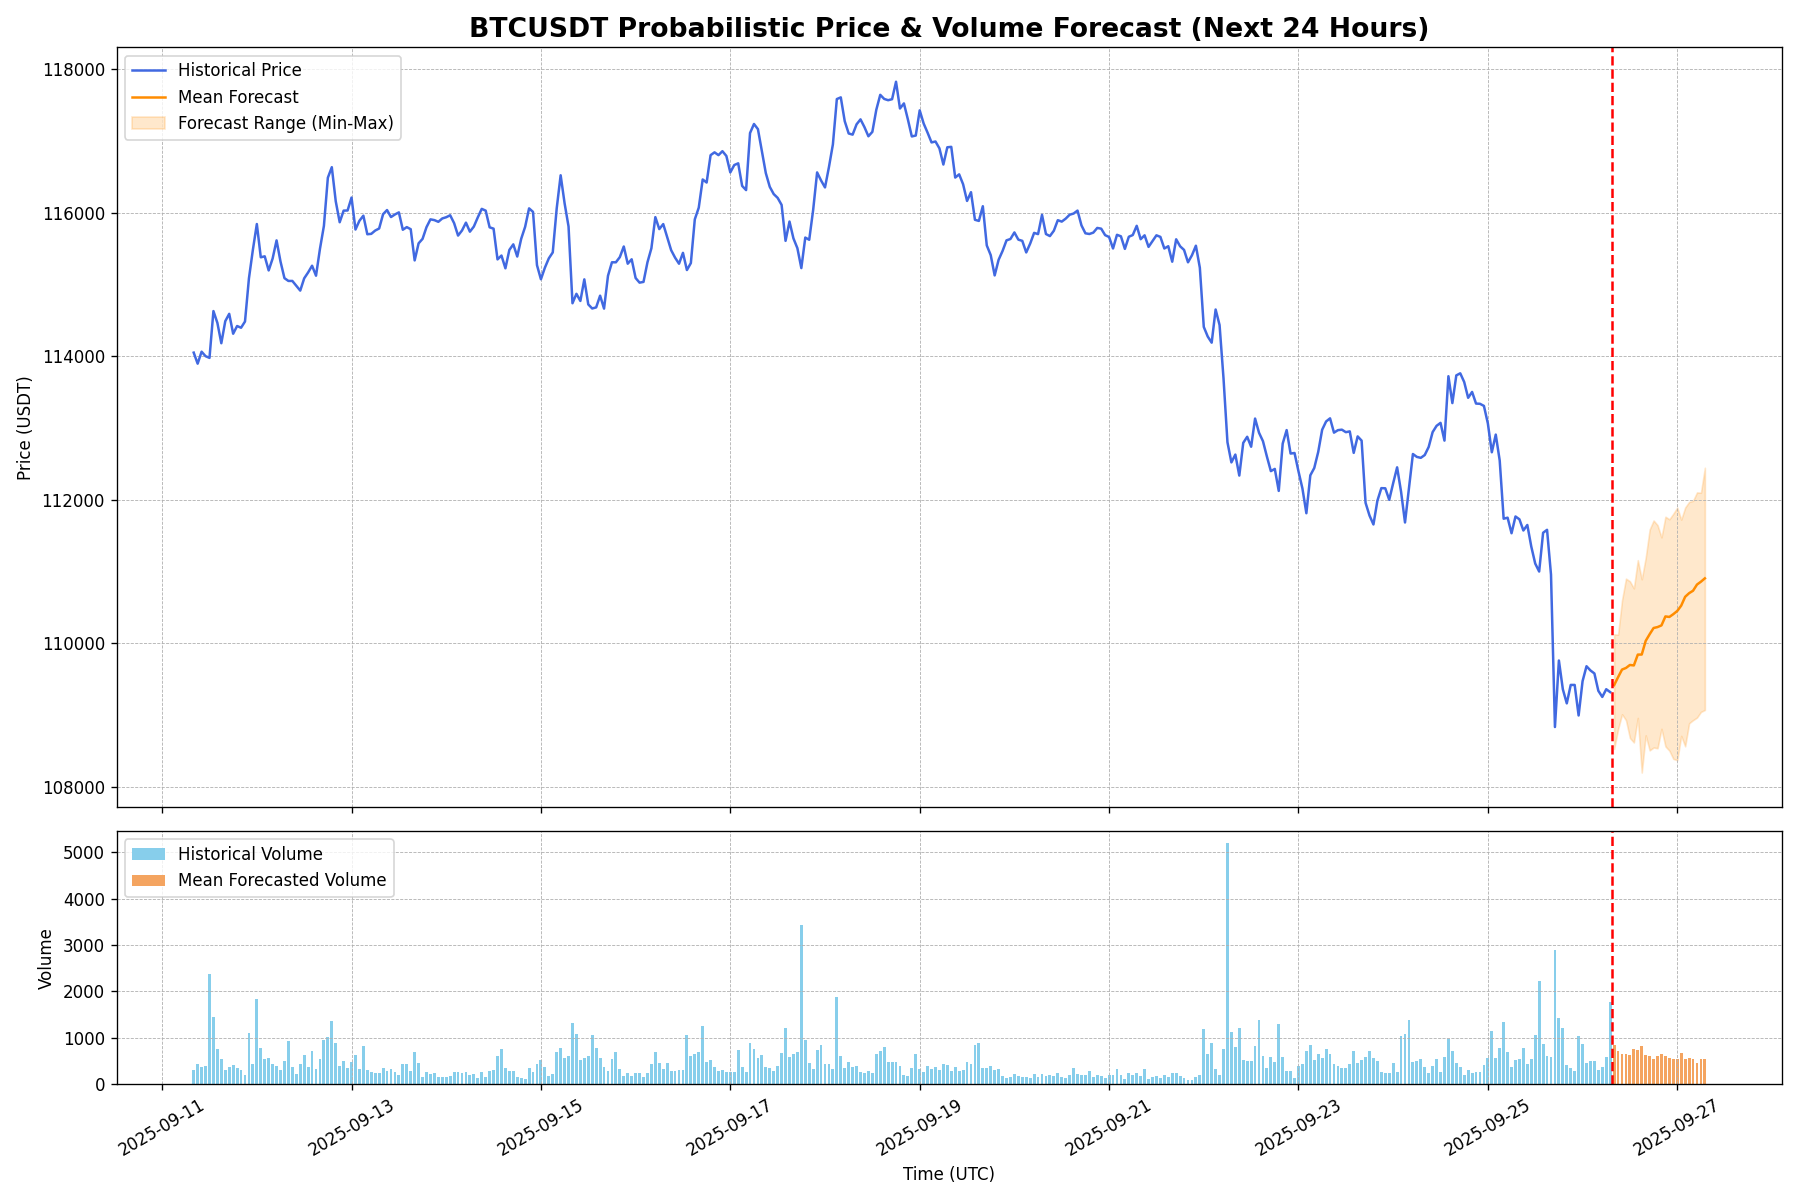 BTCUSDT Probabilistic Price & Volume Forecast (Next 24 Hours)
Historical Price
Mean Forecast
Forecast Range (Min-Max)
118000
116000
114000
112000
110000
108000
Price (USDT)
Historical Volume
Mean Forecasted Volume
5000
4000
3000
2000
1000
0
Volume
2025-09-11
2025-09-13
2025-09-15
2025-09-17
2025-09-19
2025-09-21
2025-09-23
2025-09-25
2025-09-27
Time (UTC)